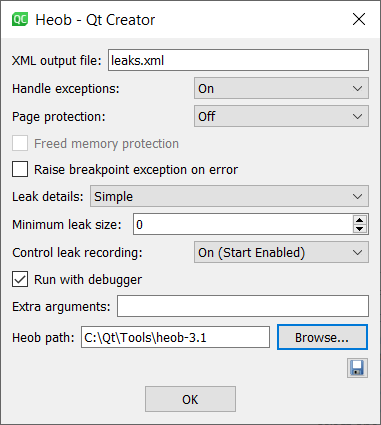 QC Heob - Qt Creator
XML output file: leaks.xml
Handle exceptions: On
Page protection: Off
Freed memory protection
Raise breakpoint exception on error
Leak details: Simple
Minimum leak size: 0
Control leak recording: On (Start Enabled)
Run with debugger
Extra arguments:
Heob path: C:\Qt\Tools\heob-3.1 Browse...
OK